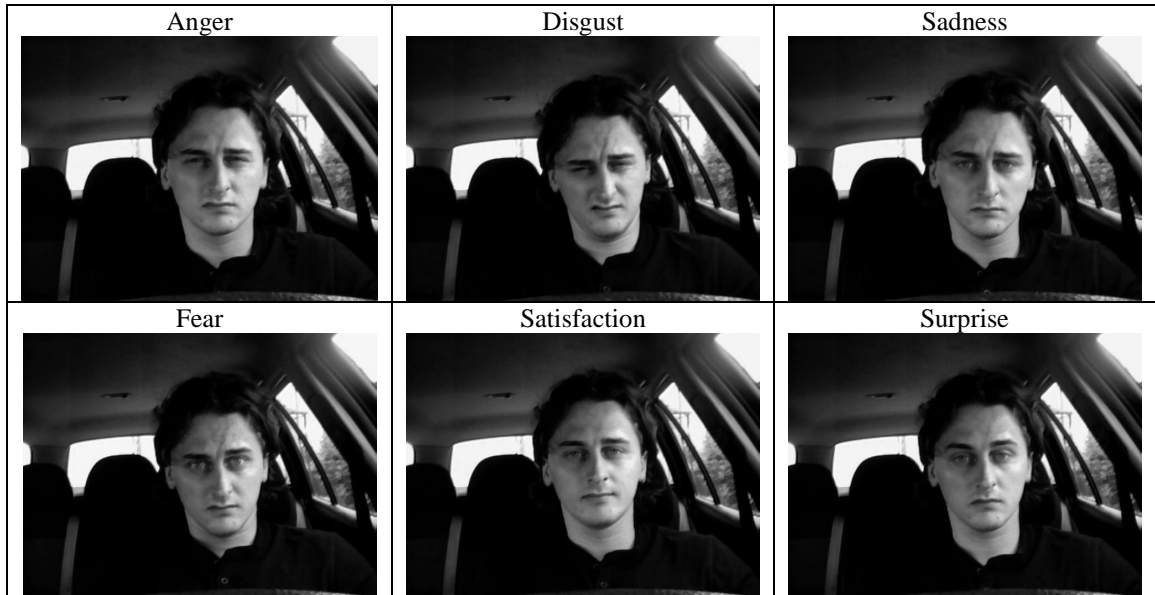 Anger
Disgust
Sadness
Fear
Satisfaction
Surprise